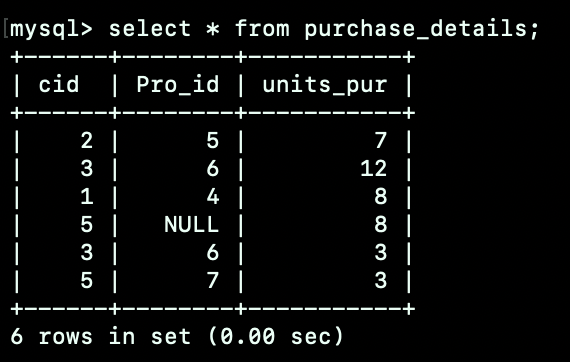 mysql> select * from purchase_details;
+------+--------+-----------+
| cid | Pro_id | units_pur |
+------+--------+-----------+
| 2 | 5 | 7 |
| 3 | 6 | 12 |
| 1 | 4 | 8 |
| 5 | NULL | 8 |
| 3 | 6 | 3 |
| 5 | 7 | 3 |
+------+--------+-----------+
6 rows in set (0.00 sec)